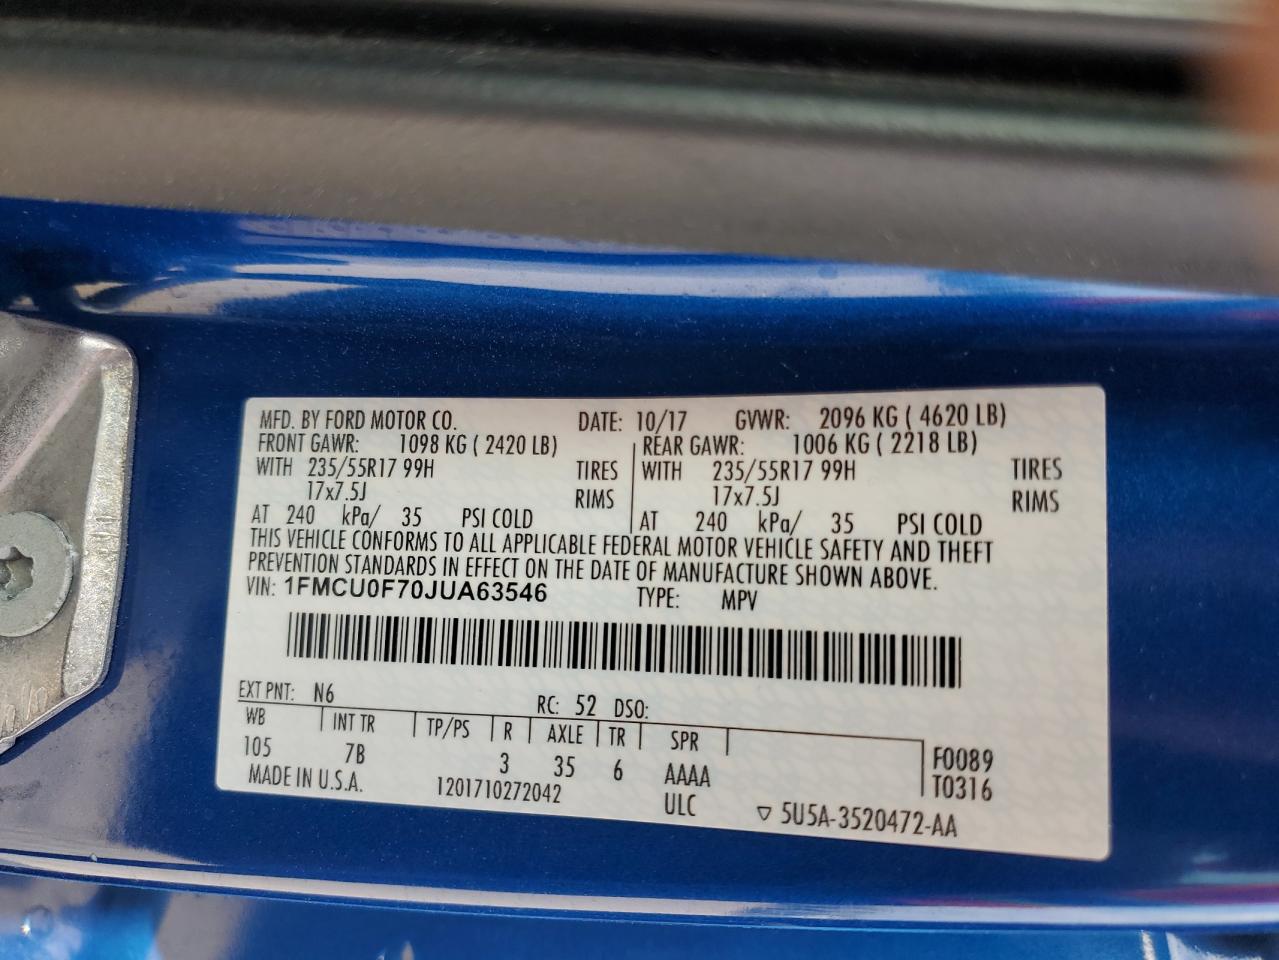 MFD. BY FORD MOTOR CO. DATE: 10/17 GVWR: 2096 KG ( 4620 LB)
FRONT GAWR: 1098 KG ( 2420 LB) REAR GAWR: 1006 KG ( 2218 LB)
WITH 235/55R17 99H TIRES WITH 235/55R17 99H TIRES
17x7.5J RIMS 17x7.5J RIMS
AT 240 kPa/ 35 PSI COLD AT 240 kPa/ 35 PSI COLD
THIS VEHICLE CONFORMS TO ALL APPLICABLE FEDERAL MOTOR VEHICLE SAFETY AND THEFT
PREVENTION STANDARDS IN EFFECT ON THE DATE OF MANUFACTURE SHOWN ABOVE.
VIN: 1FMCU0F70JUA63546 TYPE: MPV
EXT PNT: N6 RC: 52 DSO:
WB INT TR TP/PS R AXLE TR SPR
105 7B 3 35 6 AAAA F0089
T0316
MADE IN U.S.A. 1201710272042 ULC ▽ 5U5A-3520472-AA